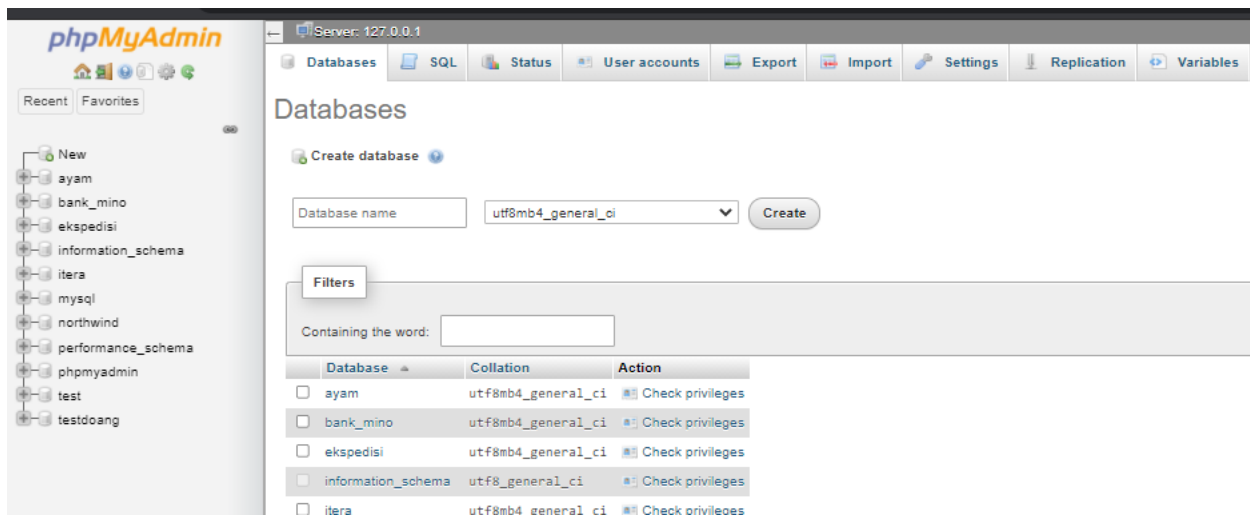 phpMyAdmin
Recent Favorites
New
ayam
bank_mino
ekspedisi
information_schema
itera
mysql
northwind
performance_schema
phpmyadmin
test
testdoang
Server: 127.0.0.1
Databases SQL Status User accounts Export Import Settings Replication Variables
Databases
Create database
Database name utf8mb4_general_ci Create
Filters
Containing the word:
Database Collation Action
ayam utf8mb4_general_ci Check privileges
bank_mino utf8mb4_general_ci Check privileges
ekspedisi utf8mb4_general_ci Check privileges
information_schema utf8_general_ci Check privileges
itera utf8mb4_general_ci Check privileges